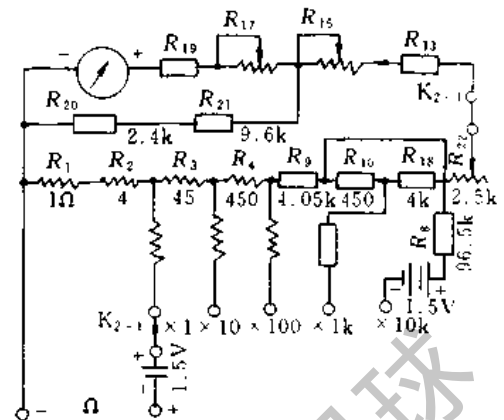 R17 R15
- + R19 R13
R20 R21 K2-1
2.4k 9.6k
R1 R2 R3 R4 R9 R10 R18 R22
1Ω 4 45 450 4.05k 450 4k 2.5k
R8 96.5k
- +
1.5V
K2-1 ×1 ×10 ×100 ×1k ×10k
+ - 1.5V
- Ω +
球